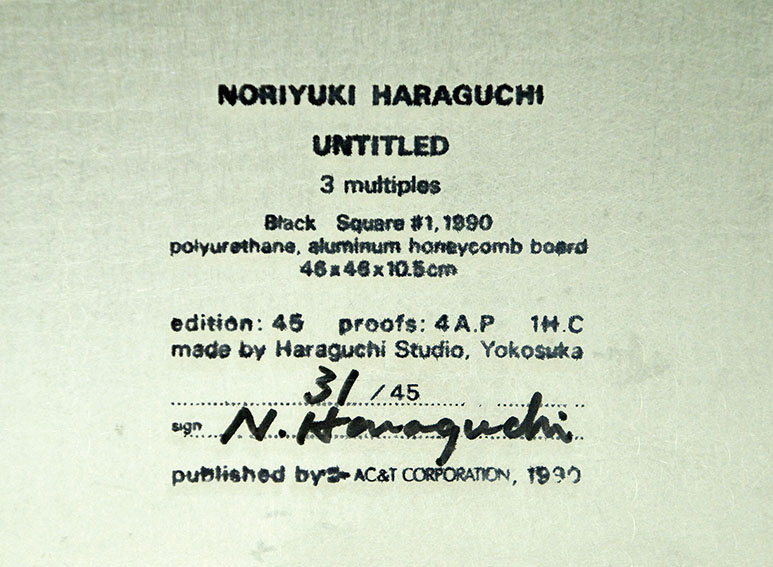 NORIYUKI HARAGUCHI
UNTITLED
3 multiples
Black Square #1, 1990
polyurethane, aluminum honeycomb board
46x46x10.5cm
edition: 45 proofs: 4 A.P 1H.C
made by Haraguchi Studio, Yokosuka
31 / 45
sign N. Haraguchi
published by AC&T CORPORATION, 1990